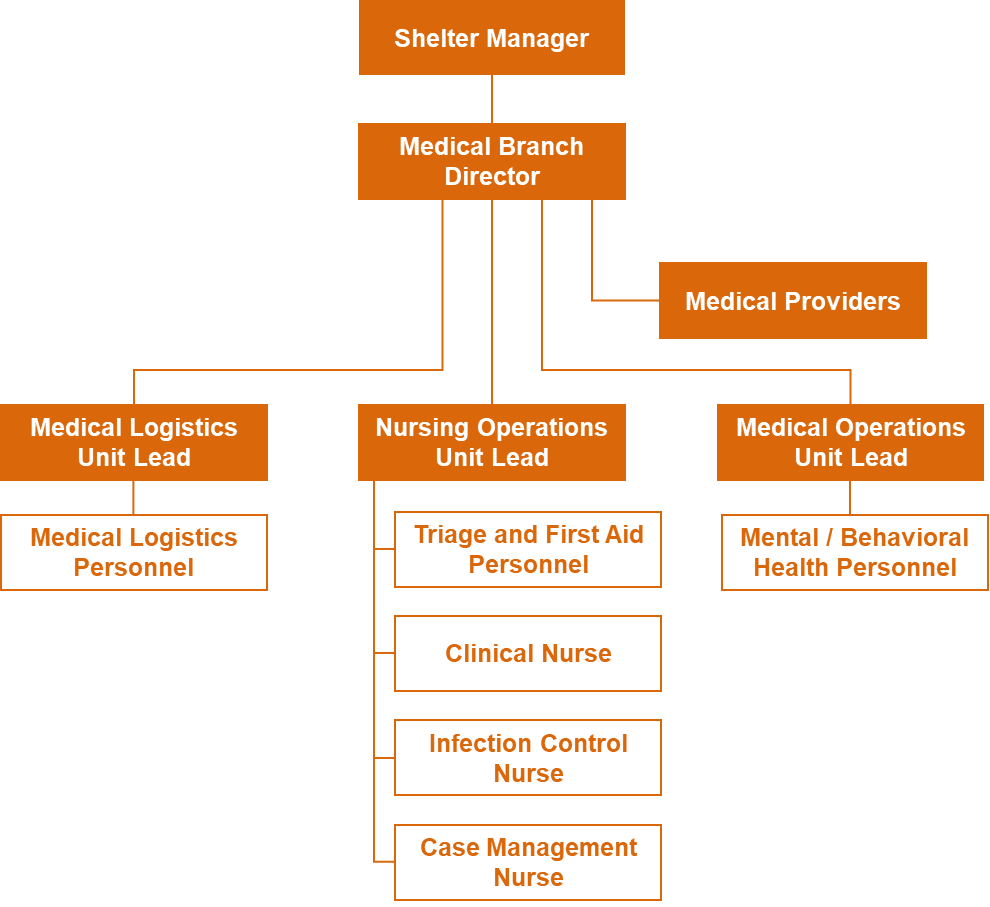 Shelter Manager
Medical Branch
Director
Medical Providers
Medical Logistics
Unit Lead
Nursing Operations
Unit Lead
Medical Operations
Unit Lead
Medical Logistics
Personnel
Triage and First Aid
Personnel
Mental / Behavioral
Health Personnel
Clinical Nurse
Infection Control
Nurse
Case Management
Nurse